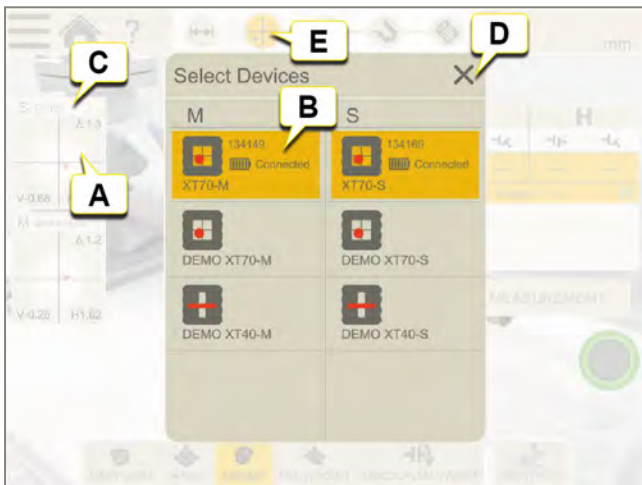 ?
E
mm
C
D
Select Devices
B
M
S
H
134149
Connected
XT70-M
134169
Connected
XT70-S
A
V-0.68
DEMO XT70-M
DEMO XT70-S
V-0.25
H1.02
MEASUREMENT
DEMO XT40-M
DEMO XT40-S